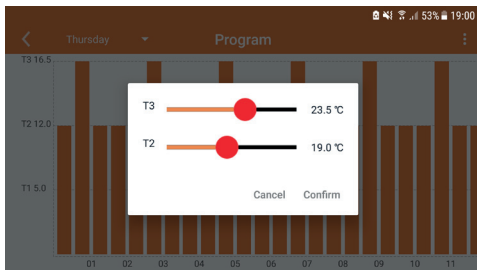 53% 19:00
Thursday Program
T3 16.5
T3 23.5 °C
T2 12.0
T2 19.0 °C
T1 5.0
Cancel Confirm
01 02 03 04 05 06 07 08 09 10 11